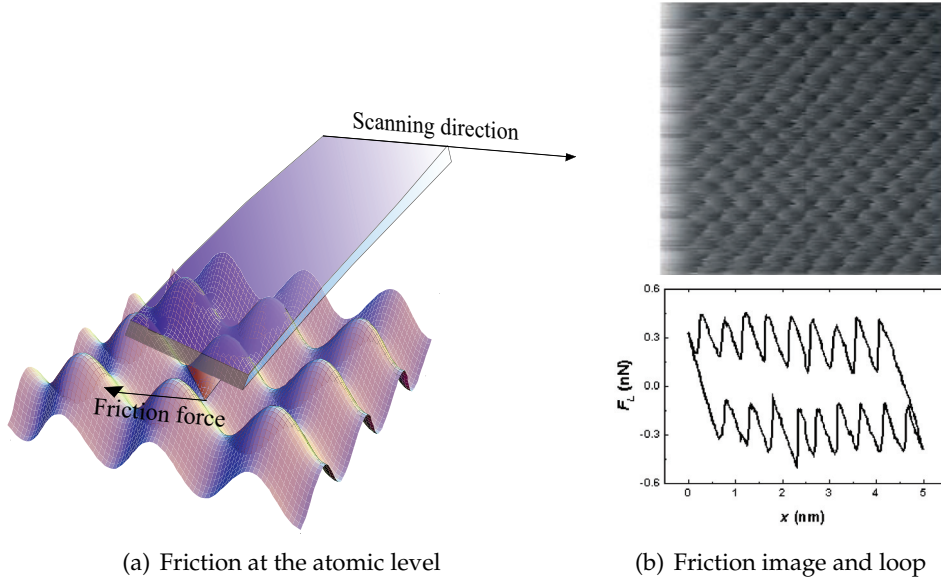 Scanning direction
Friction force
0.6
0.3
0.0
-0.3
-0.6
F_L (nN)
0 1 2 3 4 5
x (nm)
(a) Friction at the atomic level
(b) Friction image and loop